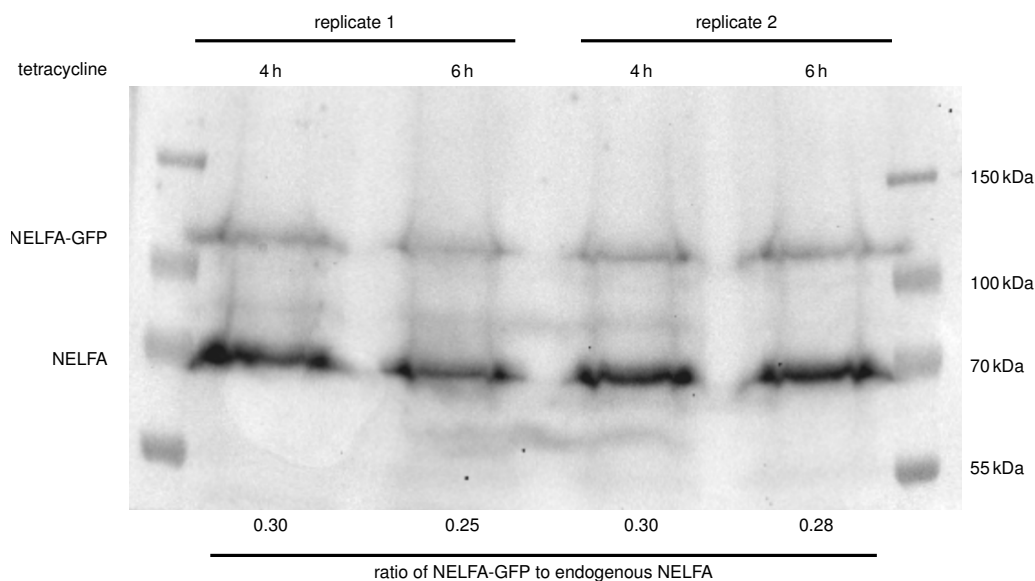 replicate 1 replicate 2
tetracycline 4 h 6 h 4 h 6 h
150 kDa
NELFA-GFP
100 kDa
NELFA
70 kDa
55 kDa
0.30 0.25 0.30 0.28
ratio of NELFA-GFP to endogenous NELFA